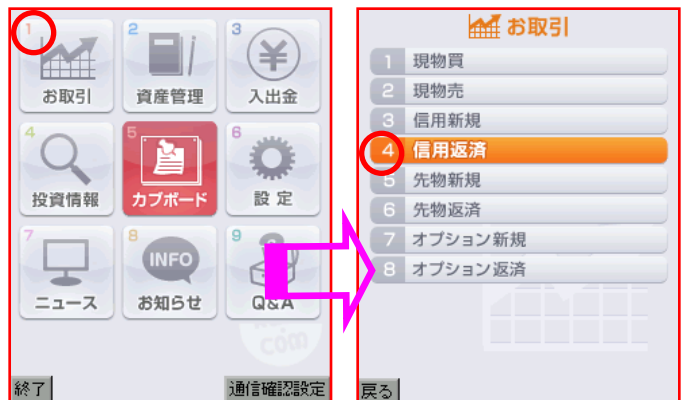 1
お取引
2
資産管理
3
入出金
4
投資情報
5
カブボード
6
設定
7
ニュース
8
INFO
お知らせ
9
Q&A
com
終了
通信確認設定
お取引
1 現物買
2 現物売
3 信用新規
4 信用返済
5 先物新規
6 先物返済
7 オプション新規
8 オプション返済
戻る